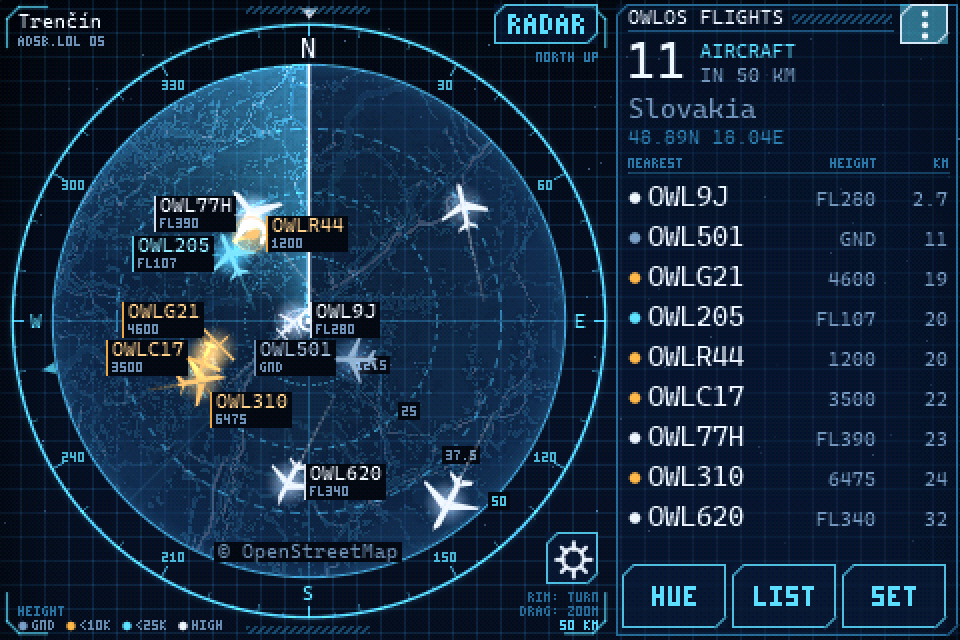 Trenčín
ADSB.LOL 05
RADAR
NORTH UP
N
30
60
E
120
150
S
210
240
W
300
330
OWL77H
FL390
OWLR44
1200
OWL205
FL107
OWLG21
4600
OWL9J
FL280
OWLC17
3500
OWL501
GND
OWL310
6475
25
37.5
50
OWL620
FL340
© OpenStreetMap
HEIGHT
GND <10K <25K HIGH
RIM: TURN
DRAG: ZOOM
50 KM
OWLOS FLIGHTS
11 AIRCRAFT
IN 50 KM
Slovakia
48.89N 18.04E
NEAREST HEIGHT KM
OWL9J FL280 2.7
OWL501 GND 11
OWLG21 4600 19
OWL205 FL107 20
OWLR44 1200 20
OWLC17 3500 22
OWL77H FL390 23
OWL310 6475 24
OWL620 FL340 32
HUE LIST SET